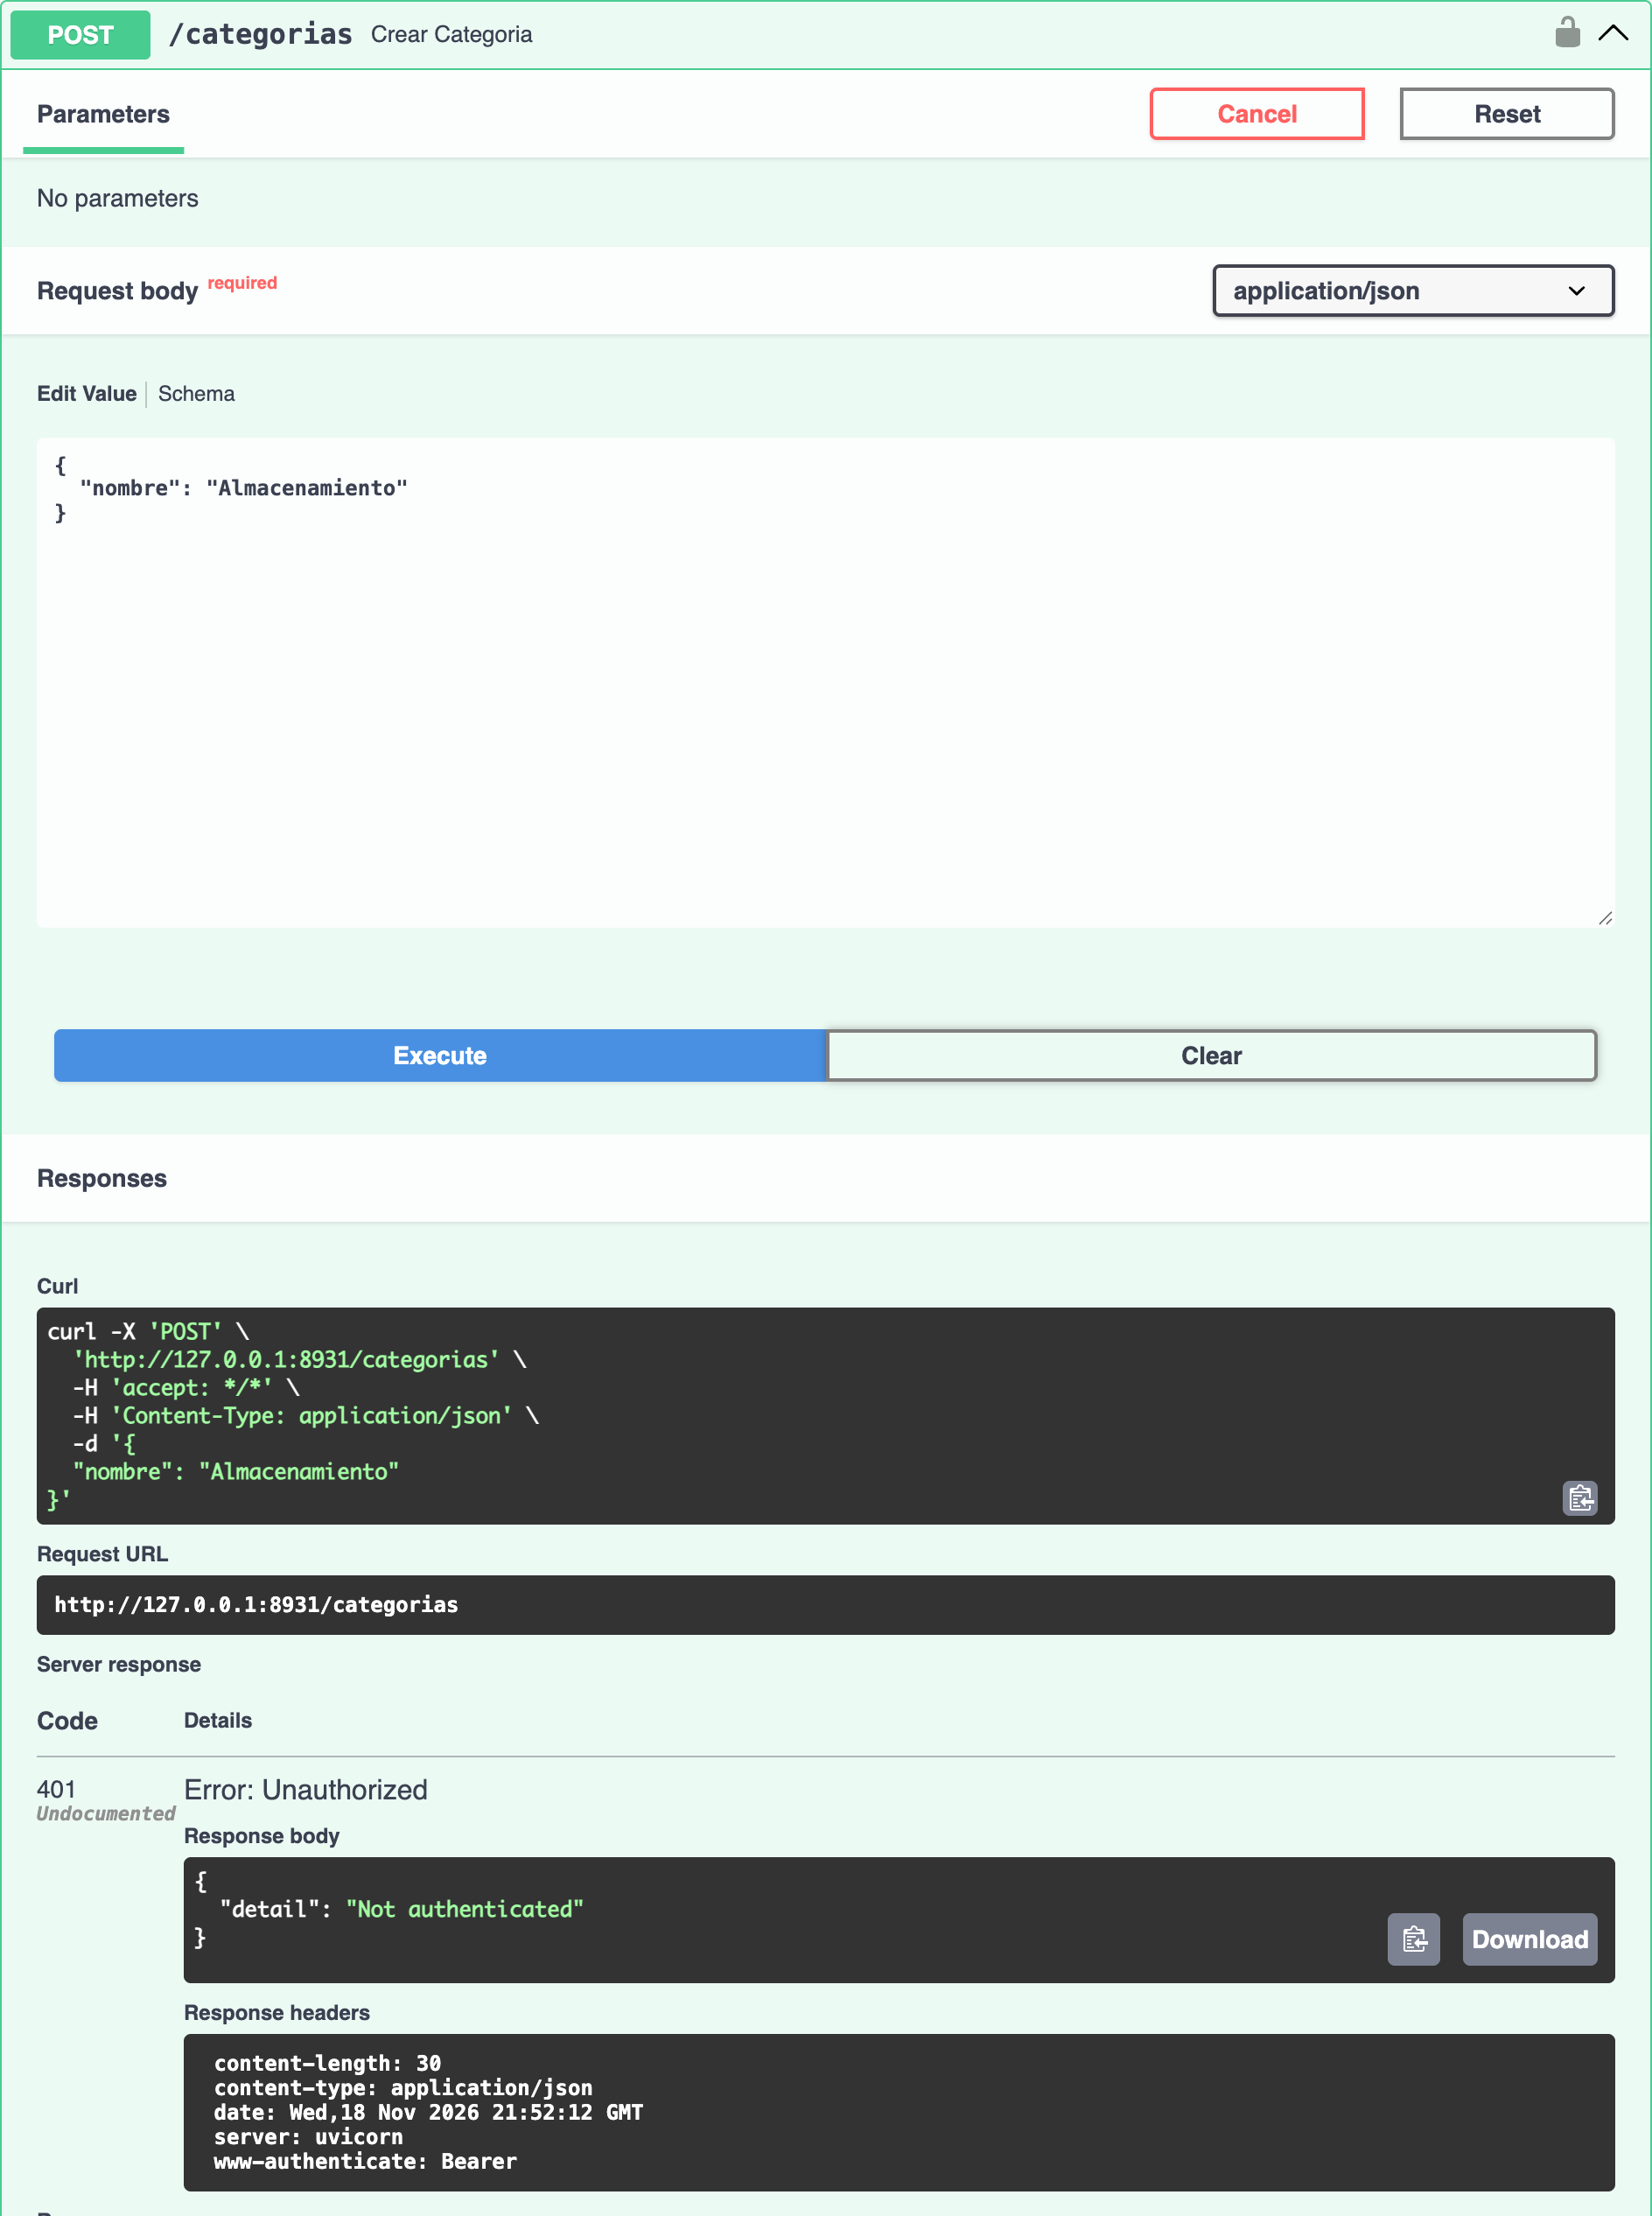 POST /categorias Crear Categoria
Parameters
Cancel
Reset
No parameters
Request body required
application/json
Edit Value
Schema
{
  "nombre": "Almacenamiento"
}
Execute
Clear
Responses
Curl
curl -X 'POST' \
  'http://127.0.0.1:8931/categorias' \
  -H 'accept: */*' \
  -H 'Content-Type: application/json' \
  -d '{
  "nombre": "Almacenamiento"
}'
Request URL
http://127.0.0.1:8931/categorias
Server response
Code
Details
401
Undocumented
Error: Unauthorized
Response body
{
  "detail": "Not authenticated"
}
Download
Response headers
content-length: 30
content-type: application/json
date: Wed,18 Nov 2026 21:52:12 GMT
server: uvicorn
www-authenticate: Bearer